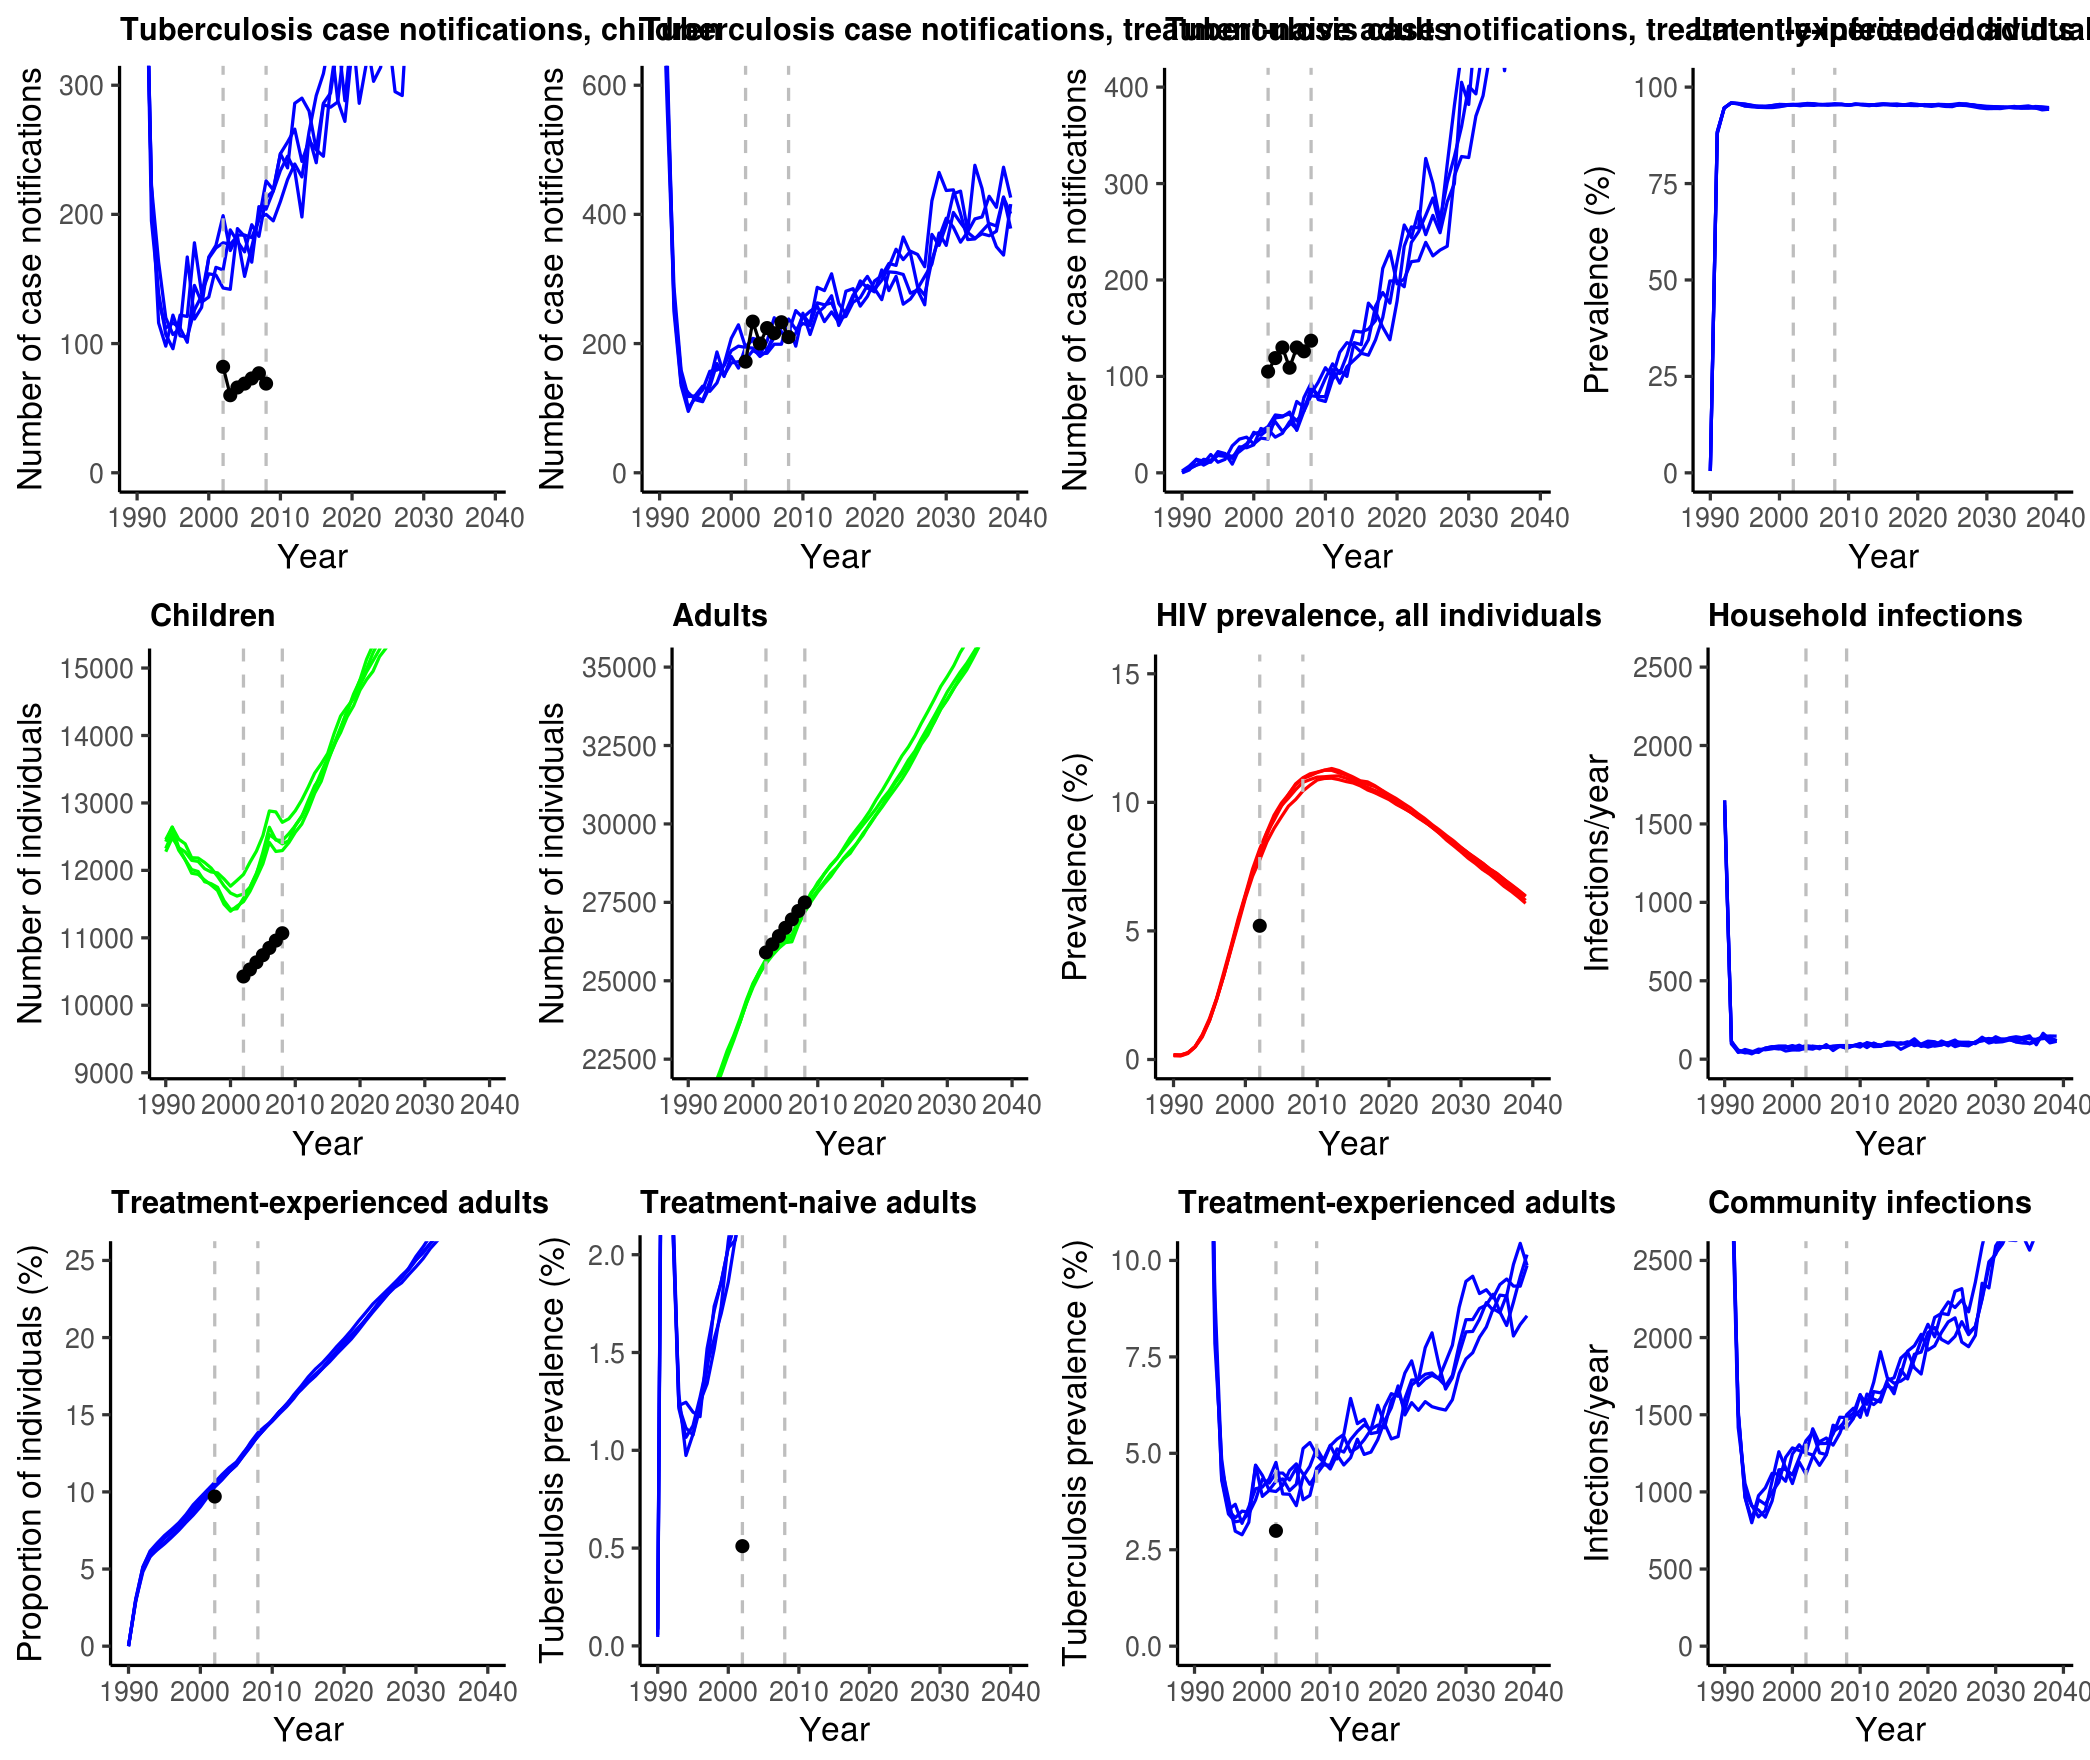 Tuberculosis case notifications, children
Tuberculosis case notifications, treatment-naive adults
Tuberculosis case notifications, treatment-experienced adults
Latently-infected individuals
Number of case notifications
300
200
100
0
1990 2000 2010 2020 2030 2040
Year
Number of case notifications
600
400
200
0
1990 2000 2010 2020 2030 2040
Year
Number of case notifications
400
300
200
100
0
1990 2000 2010 2020 2030 2040
Year
Prevalence (%)
100
75
50
25
0
1990 2000 2010 2020 2030 2040
Year
Children
Number of individuals
15000
14000
13000
12000
11000
10000
9000
1990 2000 2010 2020 2030 2040
Year
Adults
Number of individuals
35000
32500
30000
27500
25000
22500
1990 2000 2010 2020 2030 2040
Year
HIV prevalence, all individuals
Prevalence (%)
15
10
5
0
1990 2000 2010 2020 2030 2040
Year
Household infections
Infections/year
2500
2000
1500
1000
500
0
1990 2000 2010 2020 2030 2040
Year
Treatment-experienced adults
Proportion of individuals (%)
25
20
15
10
5
0
1990 2000 2010 2020 2030 2040
Year
Treatment-naive adults
Tuberculosis prevalence (%)
2.0
1.5
1.0
0.5
0.0
1990 2000 2010 2020 2030 2040
Year
Treatment-experienced adults
Tuberculosis prevalence (%)
10.0
7.5
5.0
2.5
0.0
1990 2000 2010 2020 2030 2040
Year
Community infections
Infections/year
2500
2000
1500
1000
500
0
1990 2000 2010 2020 2030 2040
Year